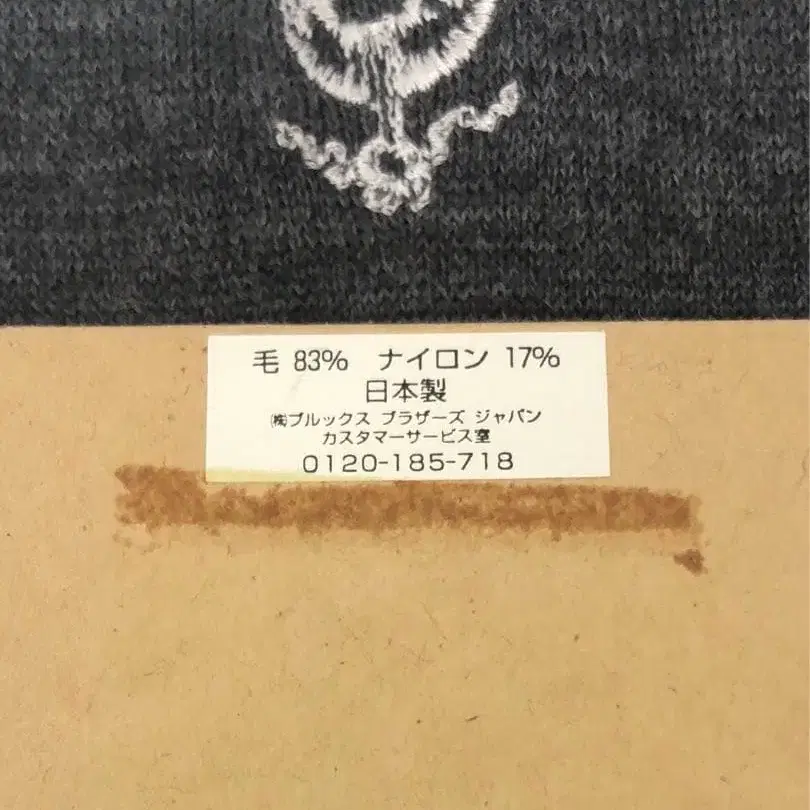 毛 83% ナイロン 17%
日本製
㈱ブルックス ブラザーズ ジャパン
カスタマーサービス室
0120-185-718